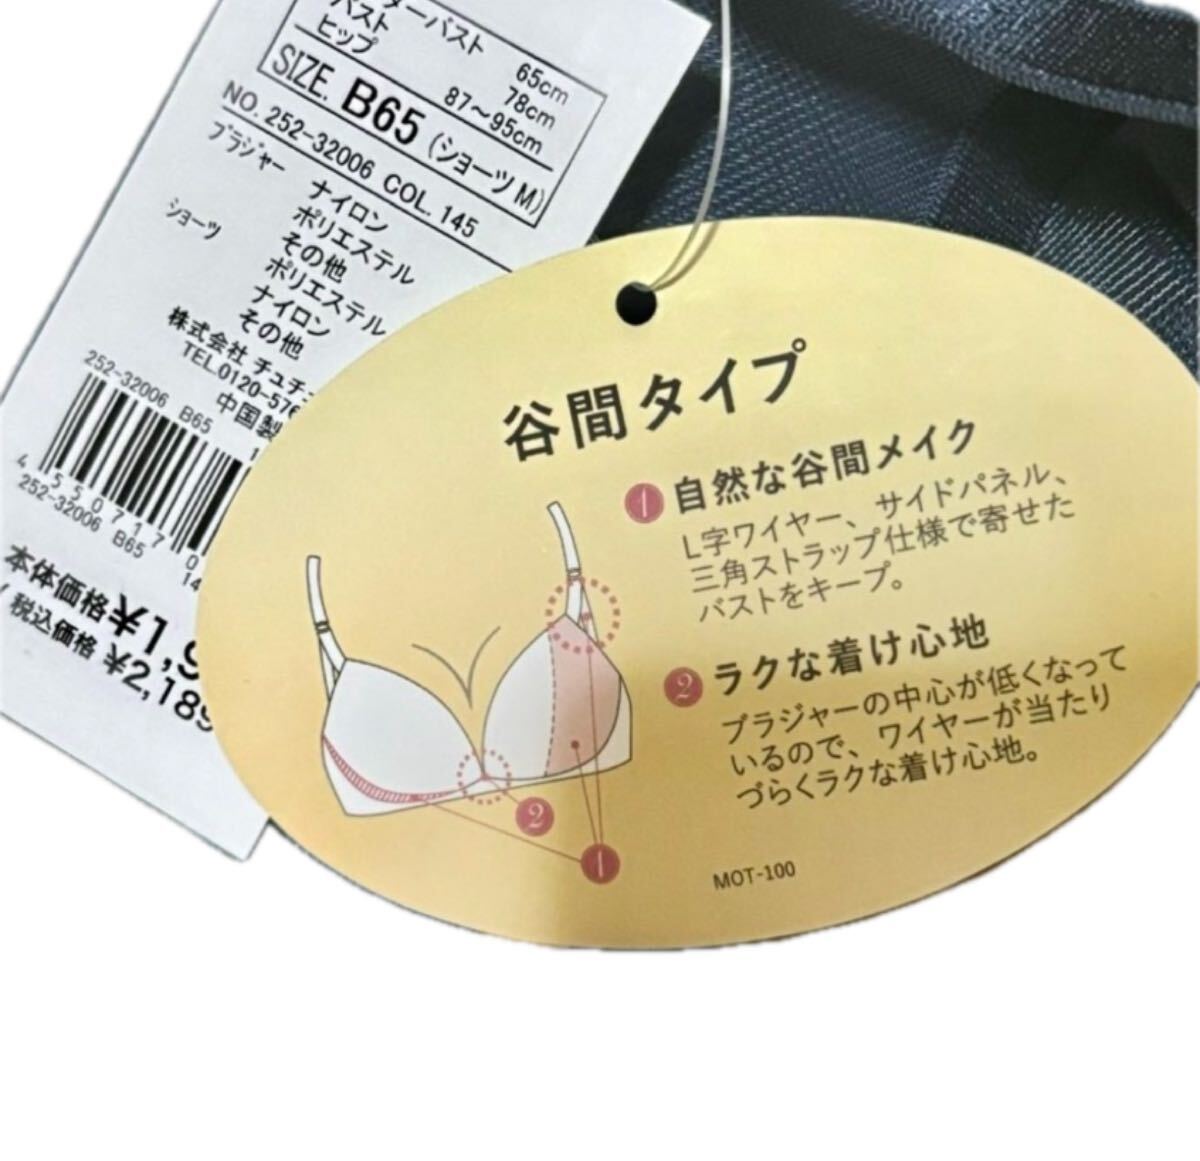 バスト 65cm
バスト 78cm
ヒップ 87～95cm
SIZE. B65 (ショーツ M)
NO. 252-32006 COL. 145
ブラジャー ナイロン
ポリエステル
その他
ショーツ ポリエステル
ナイロン
その他
株式会社 チュチ
TEL.0120-576
中国製
252-32006 B65
4 550717 0
252-32006 B65 14
本体価格 ¥1,9
税込価格 ¥2,189
谷間タイプ
1 自然な谷間メイク
L字ワイヤー、サイドパネル、
三角ストラップ仕様で寄せた
バストをキープ。
2 ラクな着け心地
ブラジャーの中心が低くなって
いるので、ワイヤーが当たり
づらくラクな着け心地。
2
1
MOT-100